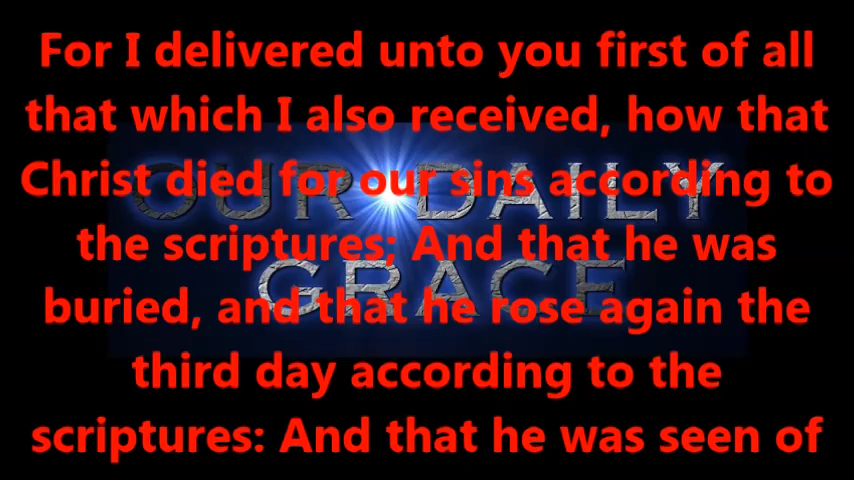 For I delivered unto you first of all
that which I also received, how that
Christ died for our sins according to
the scriptures; And that he was
buried, and that he rose again the
third day according to the
scriptures: And that he was seen of
OUR DAILY
GRACE